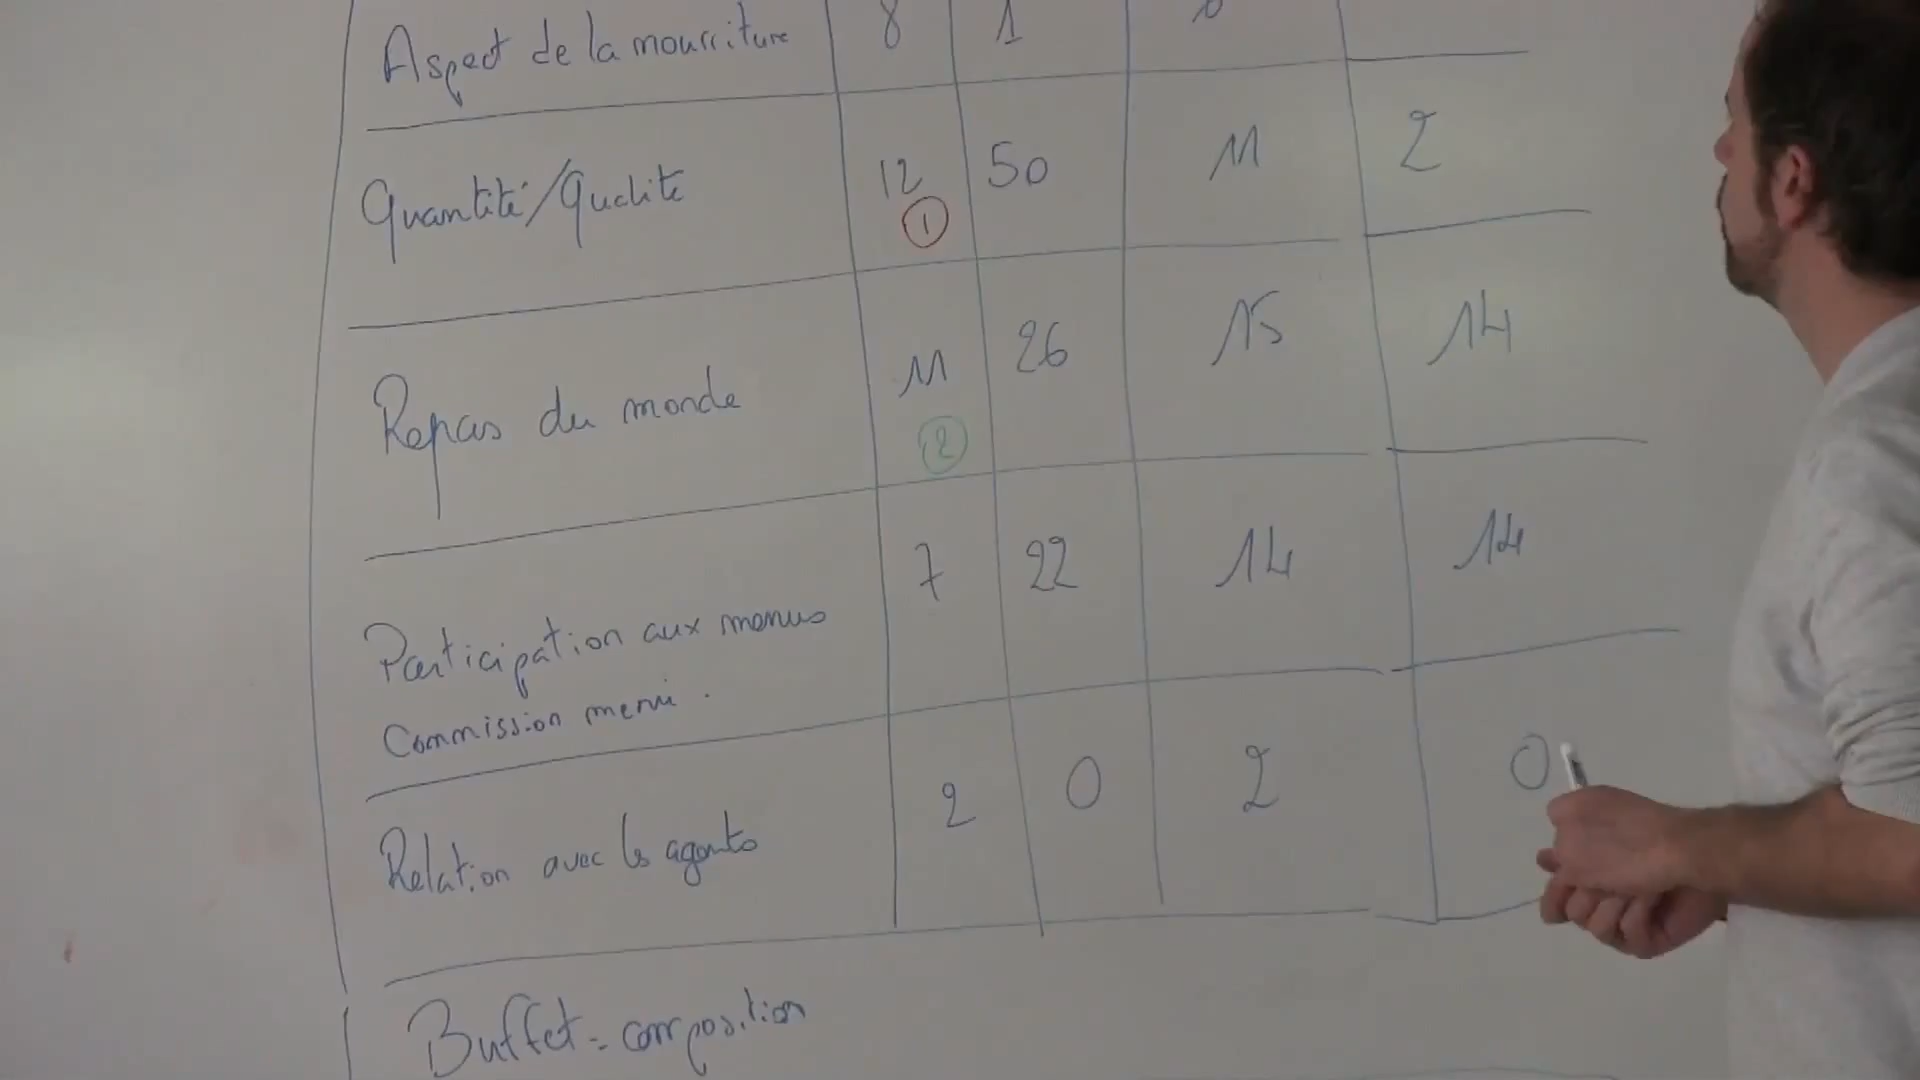 Aspect de la mourriture 8 1
Quantité/Qualité 12 50 11 2
1
Repas du monde 11 26 15 14
2
Participation aux menus 7 22 14 14
Commission menu.
Relation avec ls agents 2 0 2 0
Buffet = composition